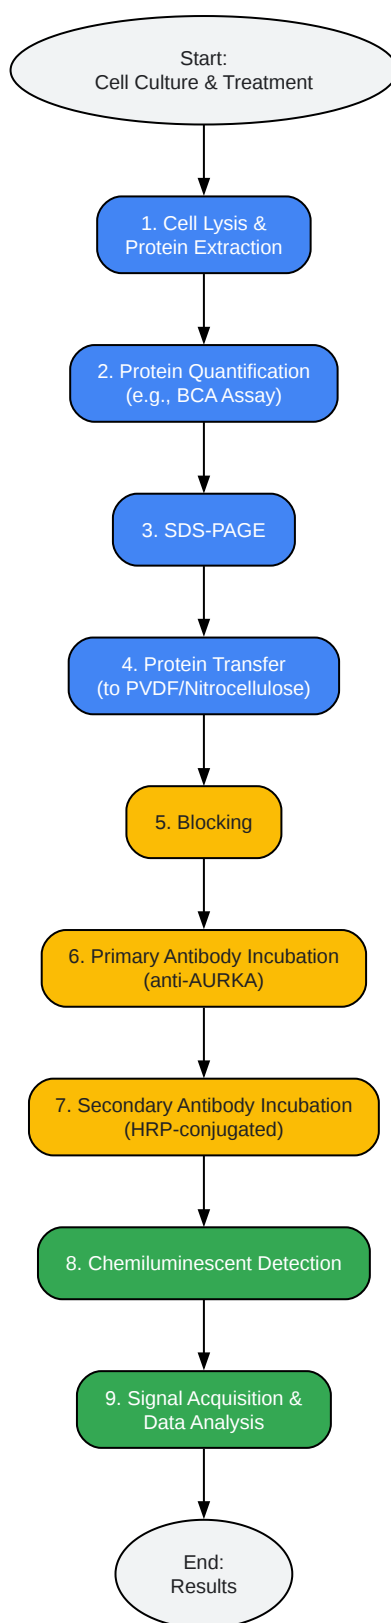 Start:
Cell Culture & Treatment
1. Cell Lysis &
Protein Extraction
2. Protein Quantification
(e.g., BCA Assay)
3. SDS-PAGE
4. Protein Transfer
(to PVDF/Nitrocellulose)
5. Blocking
6. Primary Antibody Incubation
(anti-AURKA)
7. Secondary Antibody Incubation
(HRP-conjugated)
8. Chemiluminescent Detection
9. Signal Acquisition &
Data Analysis
End:
Results